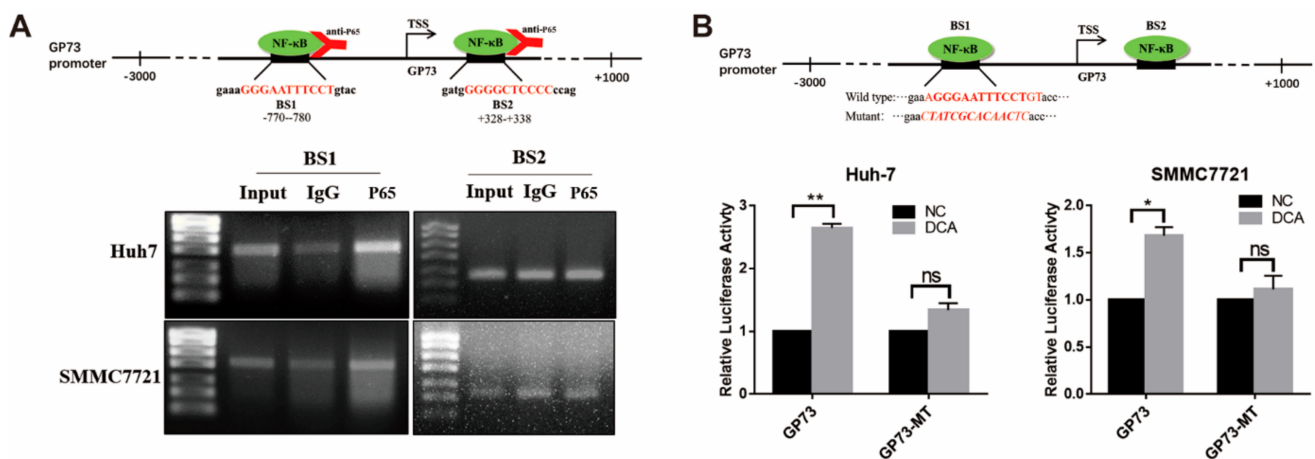 A
TSS
anti-P65
NF-κB
anti-P65
NF-κB
GP73
promoter
-3000
GP73
+1000
gaaaGGGAATTTCCTgtac
BS1
-770--780
gatgGGGGCTCCCCccag
BS2
+328-+338
BS1
BS2
Input IgG P65
Input IgG P65
Huh7
SMMC7721
B
BS1
TSS
BS2
NF-κB
NF-κB
GP73
promoter
-3000
GP73
+1000
Wild type:···gaaAGGGAATTTCCTGTacc···
Mutant: ···gaaCTATCGCACAACTCacc···
Huh-7
Relative Luciferase Activty
3
2
1
0
**
ns
NC
DCA
GP73
GP73-MT
SMMC7721
Relative Luciferase Activty
2.0
1.5
1.0
0.5
0.0
*
ns
NC
DCA
GP73
GP73-MT